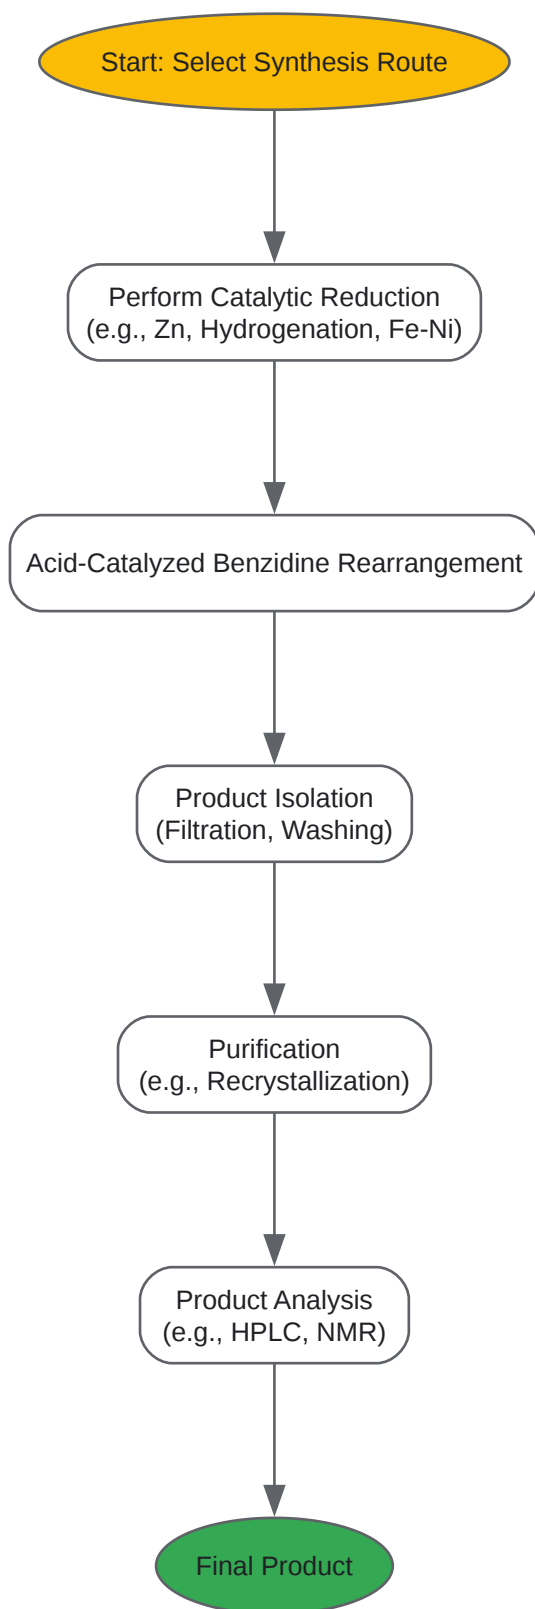 Start: Select Synthesis Route
Perform Catalytic Reduction
(e.g., Zn, Hydrogenation, Fe-Ni)
Acid-Catalyzed Benzidine Rearrangement
Product Isolation
(Filtration, Washing)
Purification
(e.g., Recrystallization)
Product Analysis
(e.g., HPLC, NMR)
Final Product